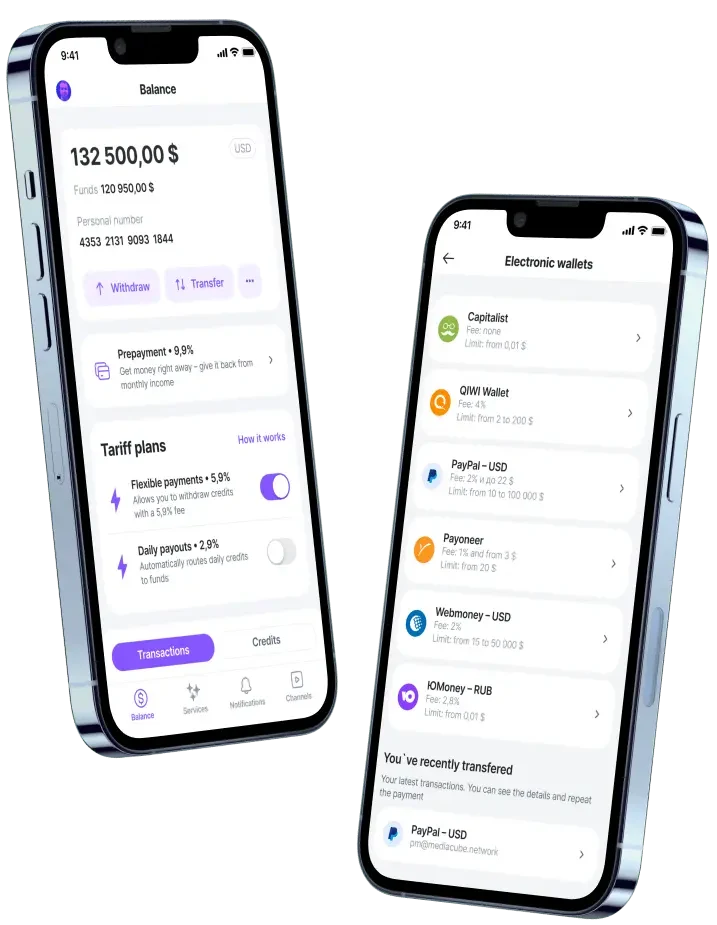 9:41
Balance
132 500,00 $
USD
Funds 120 950,00 $
Personal number
4353 2131 9093 1844
Withdraw
Transfer
Prepayment • 9,9%
Get money right away – give it back from
monthly income
Tariff plans
How it works
Flexible payments • 5,9%
Allows you to withdraw credits
with a 5,9% fee
Daily payouts • 2,9%
Automatically routes daily credits
to funds
Transactions
Credits
Balance
Services
Notifications
Channels
9:41
Electronic wallets
Capitalist
Fee: none
Limit: from 0,01 $
QIWI Wallet
Fee: 4%
Limit: from 2 to 200 $
PayPal – USD
Fee: 2% и до 22 $
Limit: from 10 to 100 000 $
Payoneer
Fee: 1% and from 3 $
Limit: from 20 $
Webmoney – USD
Fee: 2%
Limit: from 15 to 50 000 $
ЮMoney – RUB
Fee: 2,8%
Limit: from 0,01 $
You`ve recently transfered
Your latest transactions. You can see the details and repeat
the payment
PayPal – USD
pm@mediacube.network